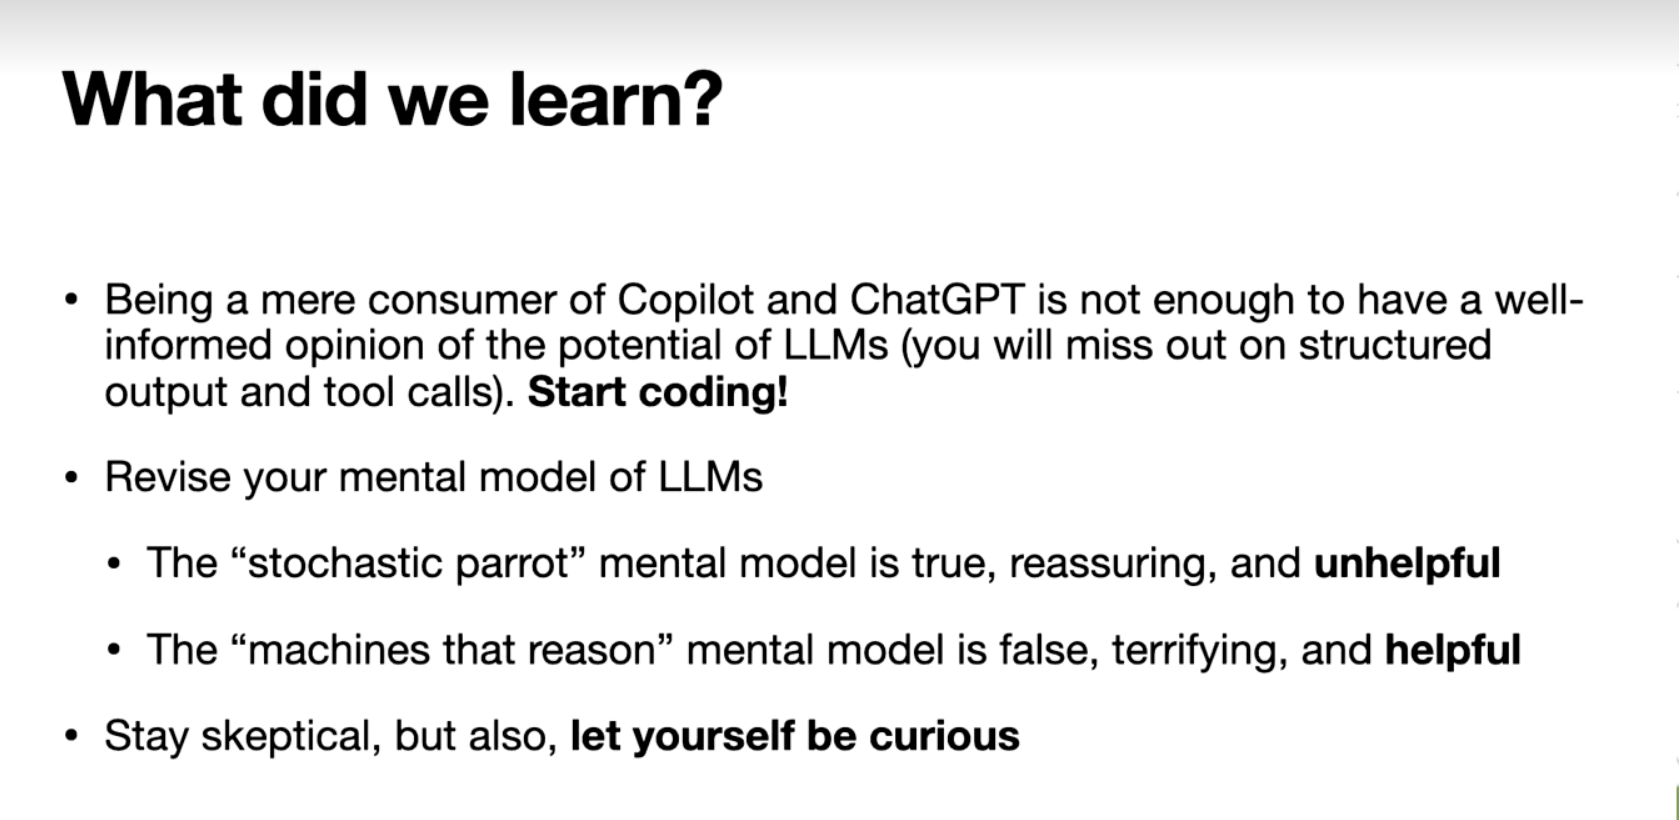 What did we learn?
• Being a mere consumer of Copilot and ChatGPT is not enough to have a well-
informed opinion of the potential of LLMs (you will miss out on structured
output and tool calls). Start coding!
• Revise your mental model of LLMs
• The “stochastic parrot” mental model is true, reassuring, and unhelpful
• The “machines that reason” mental model is false, terrifying, and helpful
• Stay skeptical, but also, let yourself be curious